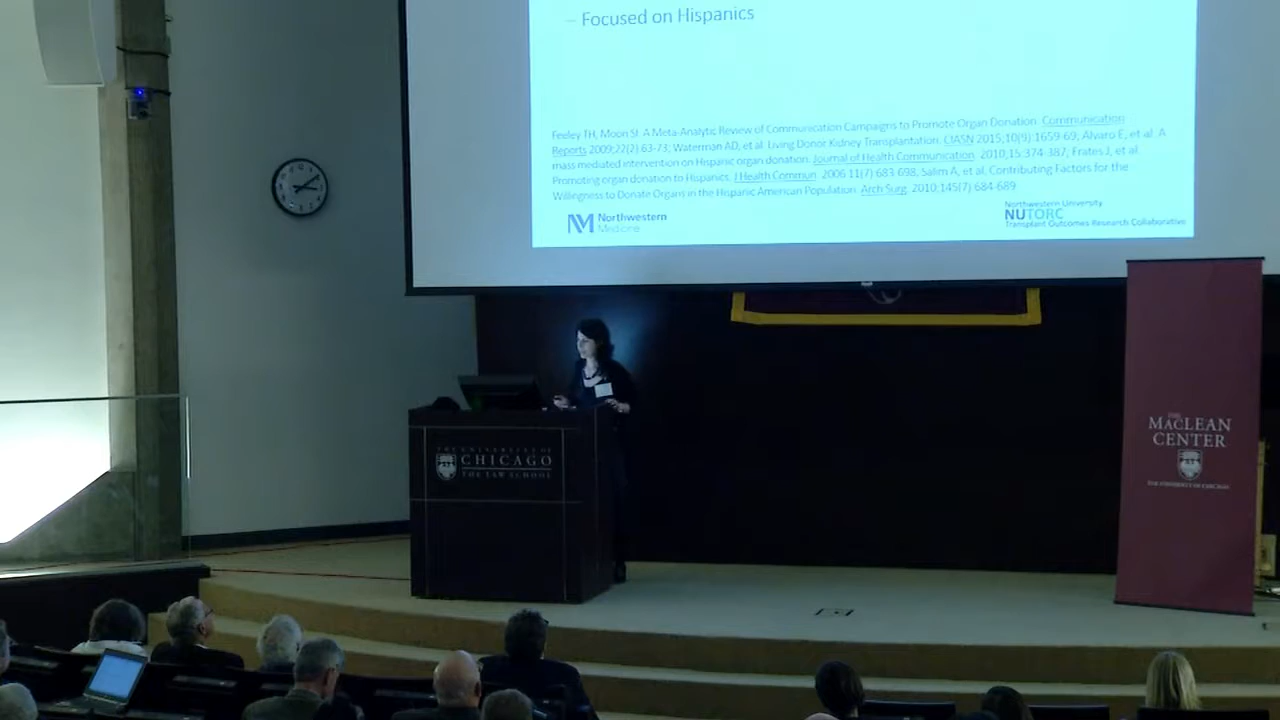 – Focused on Hispanics
Feeley TH, Moon SI. A Meta-Analytic Review of Communication Campaigns to Promote Organ Donation. Communication
Reports 2009;22(2):63-73; Waterman AD, et al. Living Donor Kidney Transplantation. CJASN 2015;10(9):1659-69; Alvaro E, et al. A
mass mediated intervention on Hispanic organ donation. Journal of Health Communication. 2010;15:374-387; Frates J, et al.
Promoting organ donation to Hispanics. J Health Commun. 2006 11(7) 683-698; Salim A, et al. Contributing Factors for the
Willingness to Donate Organs in the Hispanic American Population. Arch Surg. 2010;145(7) 684-689
Northwestern
Medicine
Northwestern University
NUTORC
Transplant Outcomes Research Collaborative
THE UNIVERSITY OF
CHICAGO
THE LAW SCHOOL
THE
MACLEAN
CENTER
THE UNIVERSITY OF CHICAGO